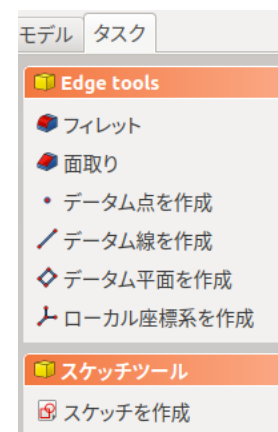 モデル タスク
Edge tools
フィレット
面取り
データム点を作成
データム線を作成
データム平面を作成
ローカル座標系を作成
スケッチツール
スケッチを作成